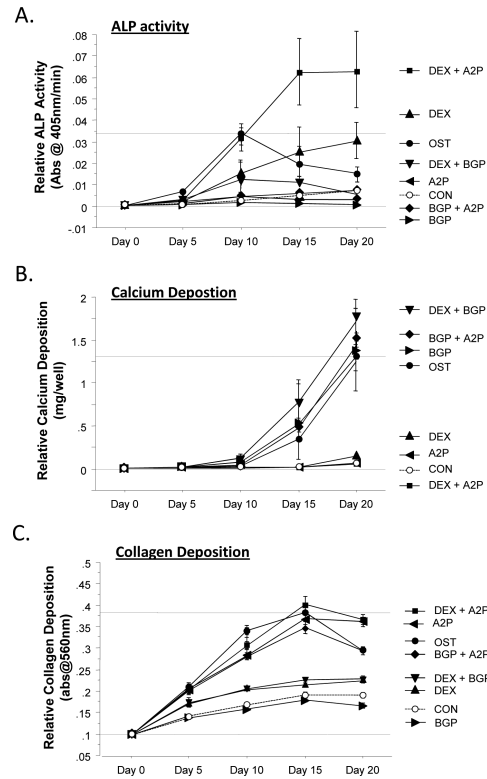 A.
ALP activity
Relative ALP Activity
(Abs @ 405nm/min)
.08
.07
.06
.05
.04
.03
.02
.01
0
-.01
Day 0 Day 5 Day 10 Day 15 Day 20
DEX + A2P
DEX
OST
DEX + BGP
A2P
CON
BGP + A2P
BGP
B.
Calcium Depostion
Relative Calcium Deposition
(mg/well)
2
1.5
1
.5
0
Day 0 Day 5 Day 10 Day 15 Day 20
DEX + BGP
BGP + A2P
BGP
OST
DEX
A2P
CON
DEX + A2P
C.
Collagen Deposition
Relative Collagen Deposition
(abs@560nm)
.5
.45
.4
.35
.3
.25
.2
.15
.1
.05
Day 0 Day 5 Day 10 Day 15 Day 20
DEX + A2P
A2P
OST
BGP + A2P
DEX + BGP
DEX
CON
BGP